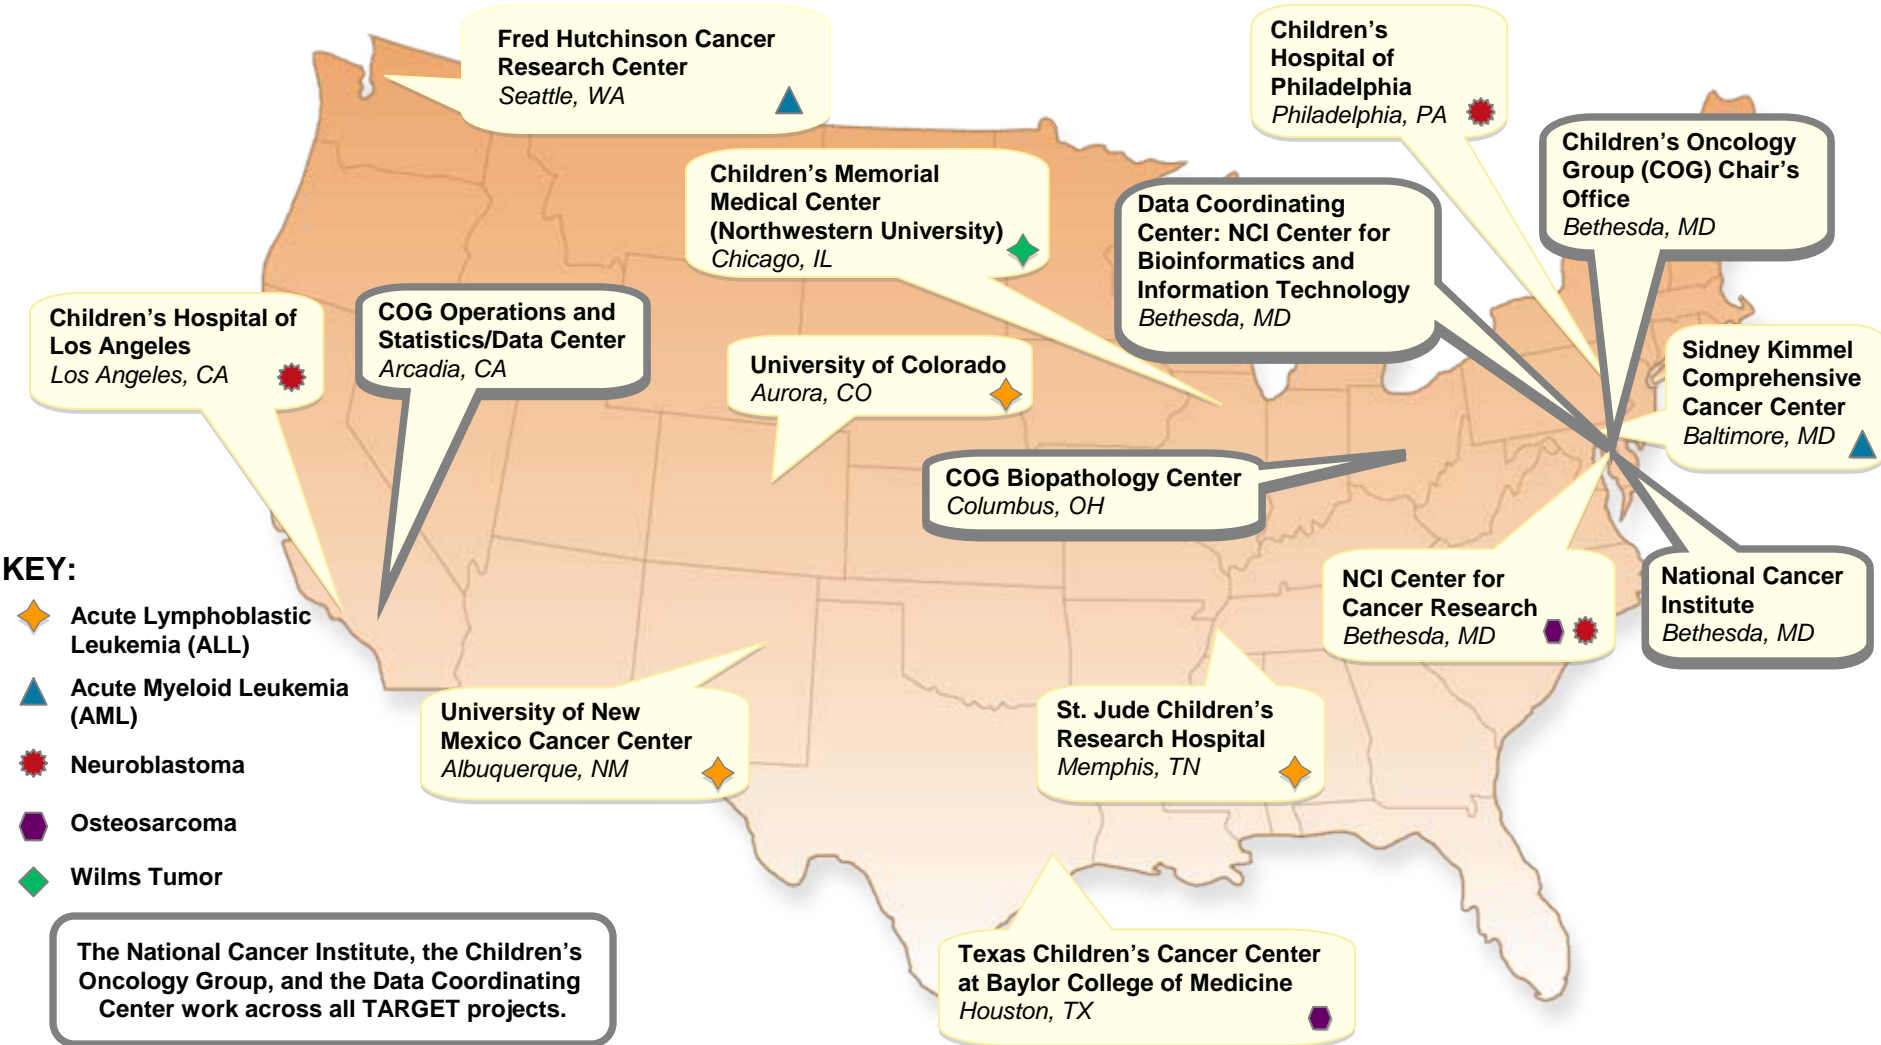 Fred Hutchinson Cancer
Research Center
Seattle, WA
Children’s
Hospital of
Philadelphia
Philadelphia, PA
Children’s Oncology
Group (COG) Chair’s
Office
Bethesda, MD
Children’s Memorial
Medical Center
(Northwestern University)
Chicago, IL
Data Coordinating
Center: NCI Center for
Bioinformatics and
Information Technology
Bethesda, MD
Children’s Hospital of
Los Angeles
Los Angeles, CA
COG Operations and
Statistics/Data Center
Arcadia, CA
University of Colorado
Aurora, CO
Sidney Kimmel
Comprehensive
Cancer Center
Baltimore, MD
COG Biopathology Center
Columbus, OH
NCI Center for
Cancer Research
Bethesda, MD
National Cancer
Institute
Bethesda, MD
KEY:
Acute Lymphoblastic
Leukemia (ALL)
Acute Myeloid Leukemia
(AML)
Neuroblastoma
Osteosarcoma
Wilms Tumor
University of New
Mexico Cancer Center
Albuquerque, NM
St. Jude Children’s
Research Hospital
Memphis, TN
The National Cancer Institute, the Children’s
Oncology Group, and the Data Coordinating
Center work across all TARGET projects.
Texas Children’s Cancer Center
at Baylor College of Medicine
Houston, TX